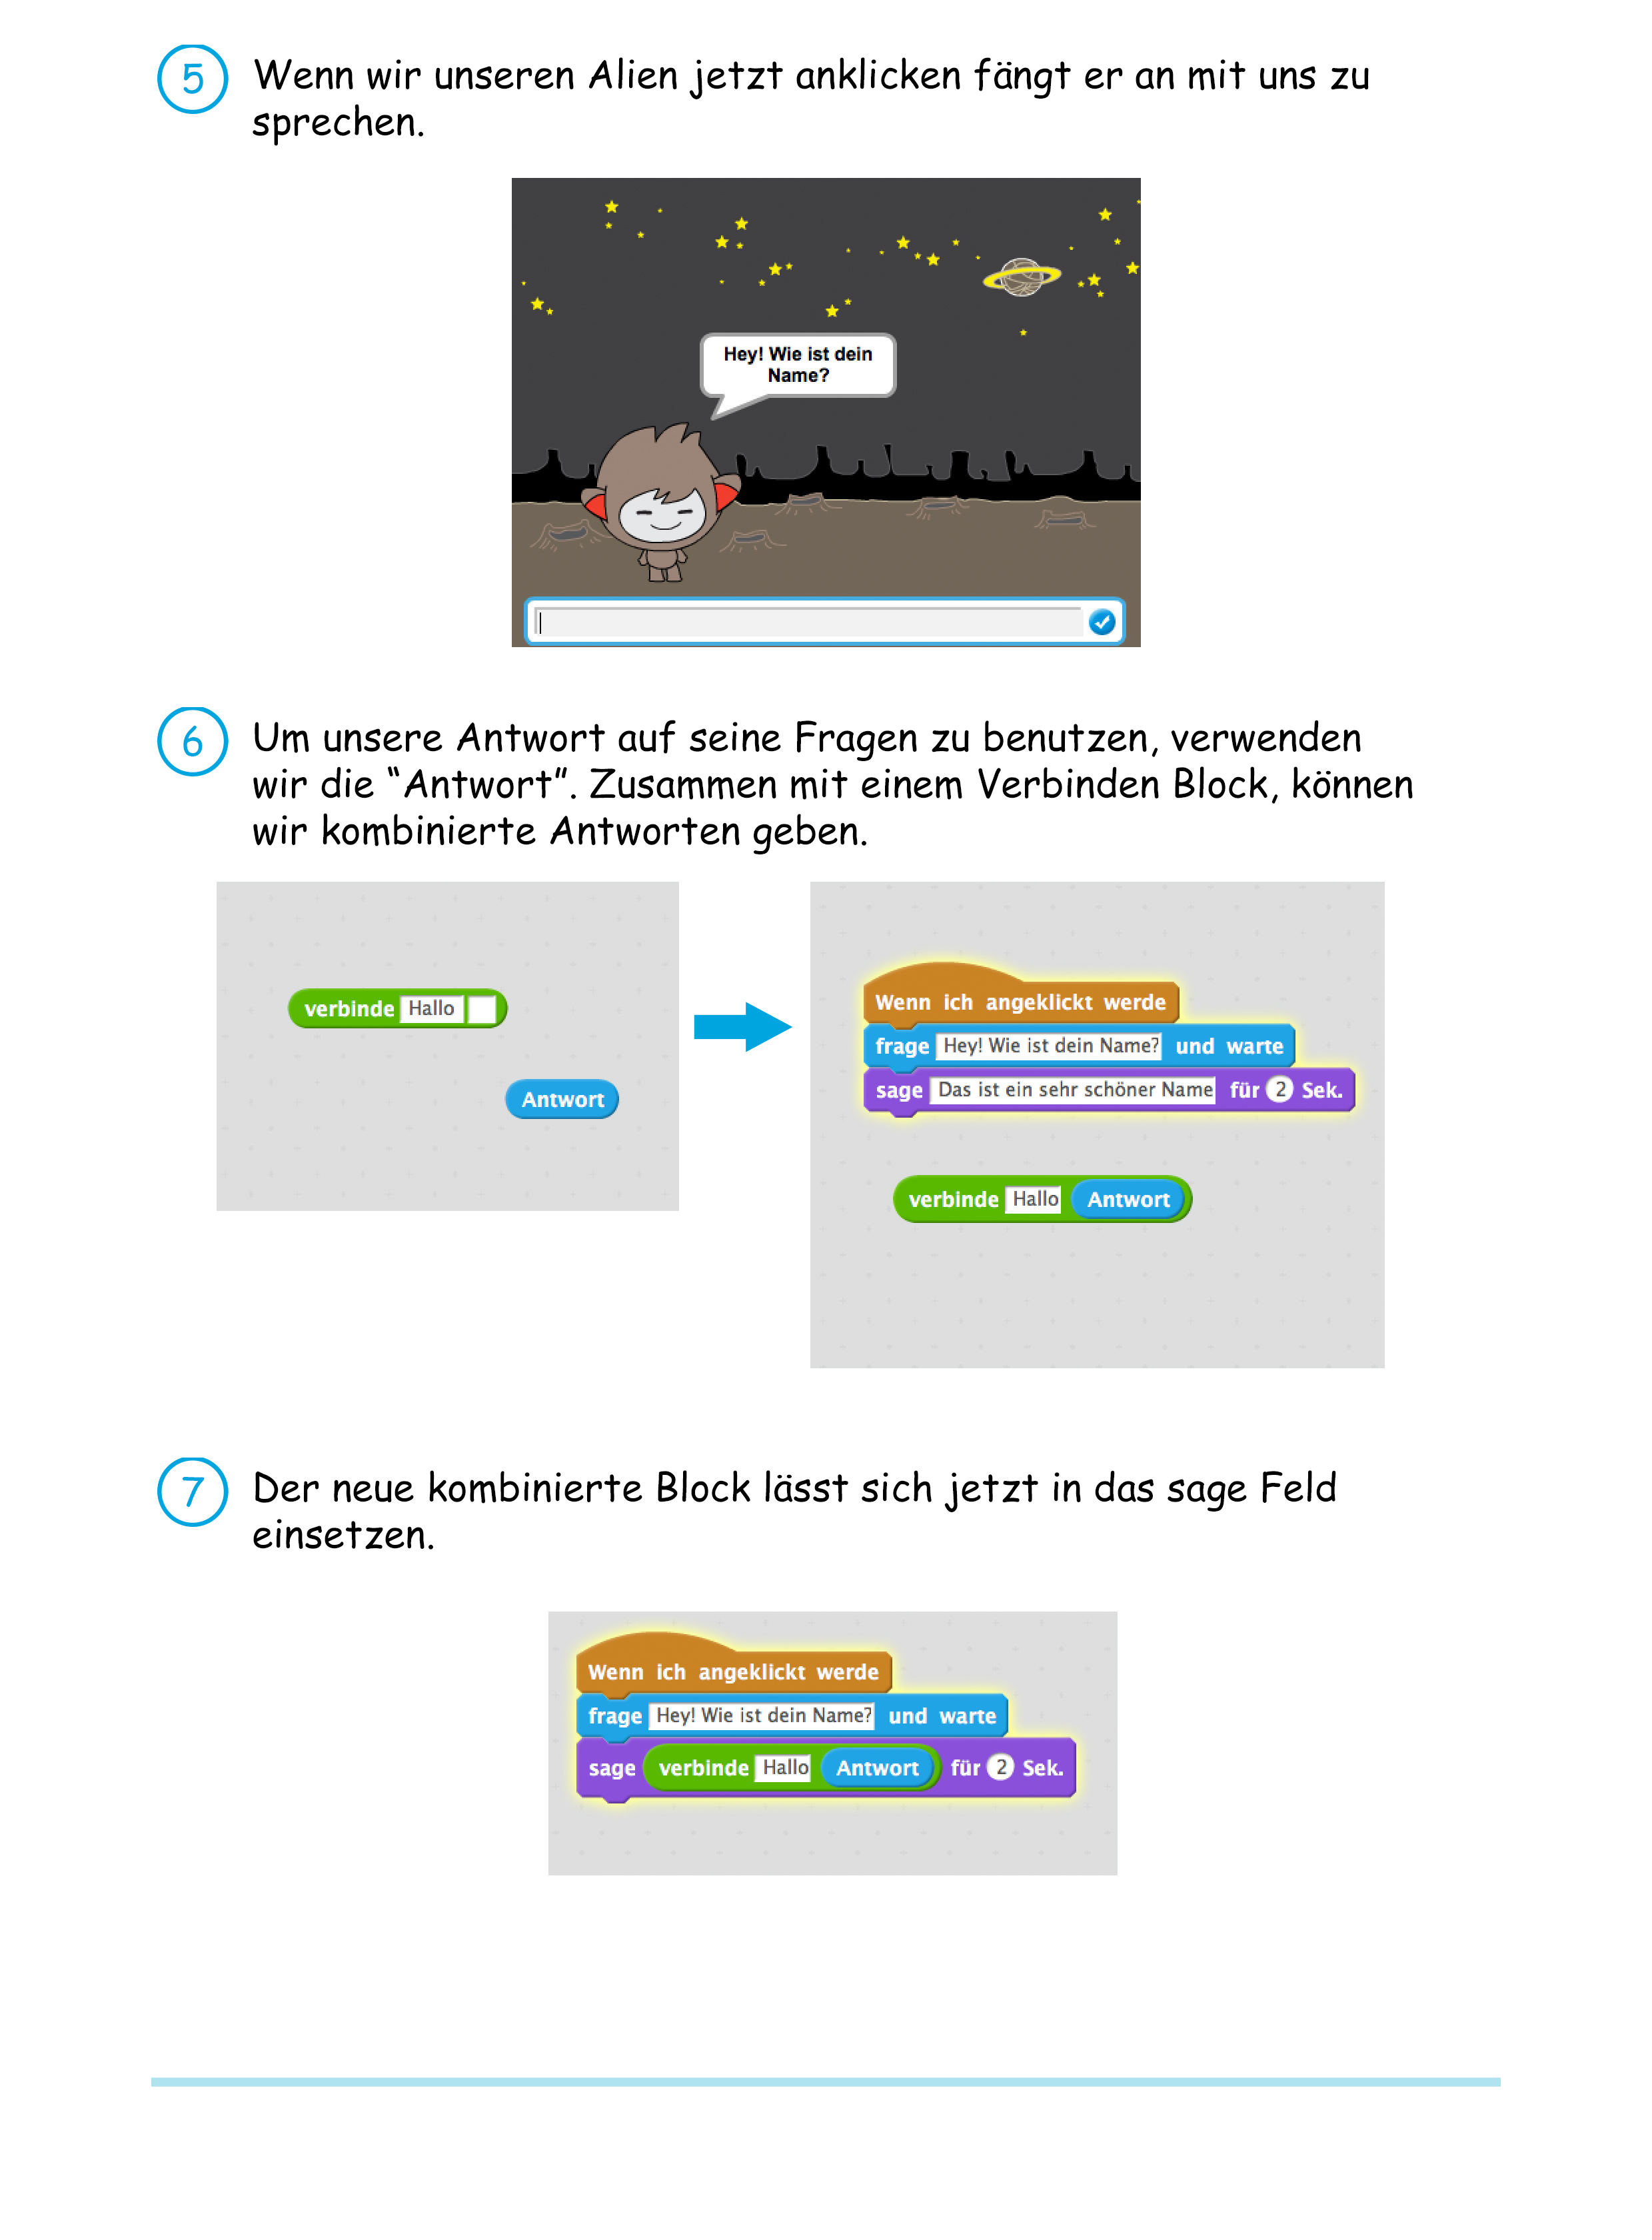 5 Wenn wir unseren Alien jetzt anklicken fängt er an mit uns zu
sprechen.
Hey! Wie ist dein
Name?
6 Um unsere Antwort auf seine Fragen zu benutzen, verwenden
wir die “Antwort”. Zusammen mit einem Verbinden Block, können
wir kombinierte Antworten geben.
verbinde Hallo
Antwort
Wenn ich angeklickt werde
frage Hey! Wie ist dein Name? und warte
sage Das ist ein sehr schöner Name für 2 Sek.
verbinde Hallo Antwort
7 Der neue kombinierte Block lässt sich jetzt in das sage Feld
einsetzen.
Wenn ich angeklickt werde
frage Hey! Wie ist dein Name? und warte
sage verbinde Hallo Antwort für 2 Sek.